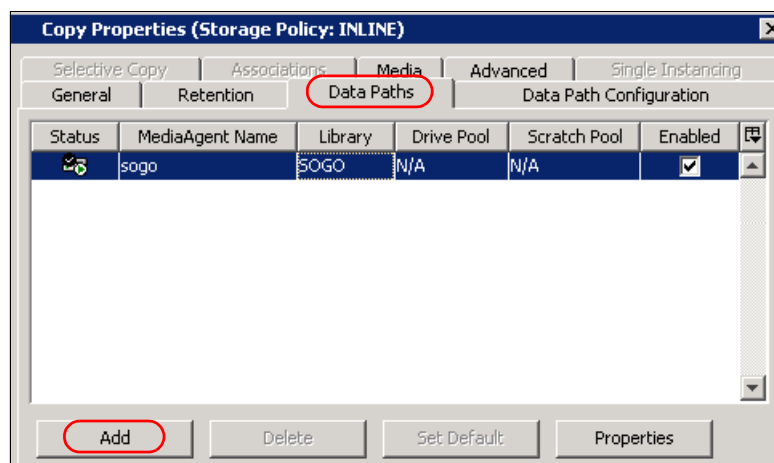 Copy Properties (Storage Policy: INLINE)
Selective Copy Associations Media Advanced Single Instancing
General Retention Data Paths Data Path Configuration
Status MediaAgent Name Library Drive Pool Scratch Pool Enabled
sogo SOGO N/A N/A
Add Delete Set Default Properties